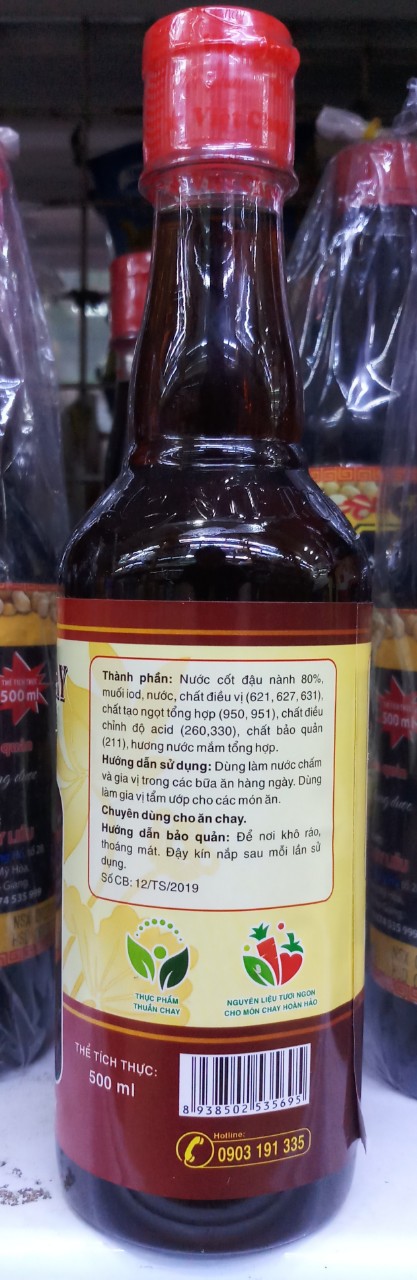 Thành phần: Nước cốt đậu nành 80%,
muối iod, nước, chất điều vị (621, 627, 631),
chất tạo ngọt tổng hợp (950, 951), chất điều
chỉnh độ acid (260,330), chất bảo quản
(211), hương nước mắm tổng hợp.
Hướng dẫn sử dụng: Dùng làm nước chấm
và gia vị trong các bữa ăn hàng ngày. Dùng
làm gia vị tẩm ướp cho các món ăn.
Chuyên dùng cho ăn chay.
Hướng dẫn bảo quản: Để nơi khô ráo,
thoáng mát. Đậy kín nắp sau mỗi lần sử
dụng.
Số CB: 12/TS/2019
THỰC PHẨM
THUẦN CHAY
NGUYÊN LIỆU TƯƠI NGON
CHO MÓN CHAY HOÀN HẢO
THỂ TÍCH THỰC:
500 ml
8 938502 535695
Hotline:
0903 191 335
THỂ TÍCH THỰC
500 ml
500 ml